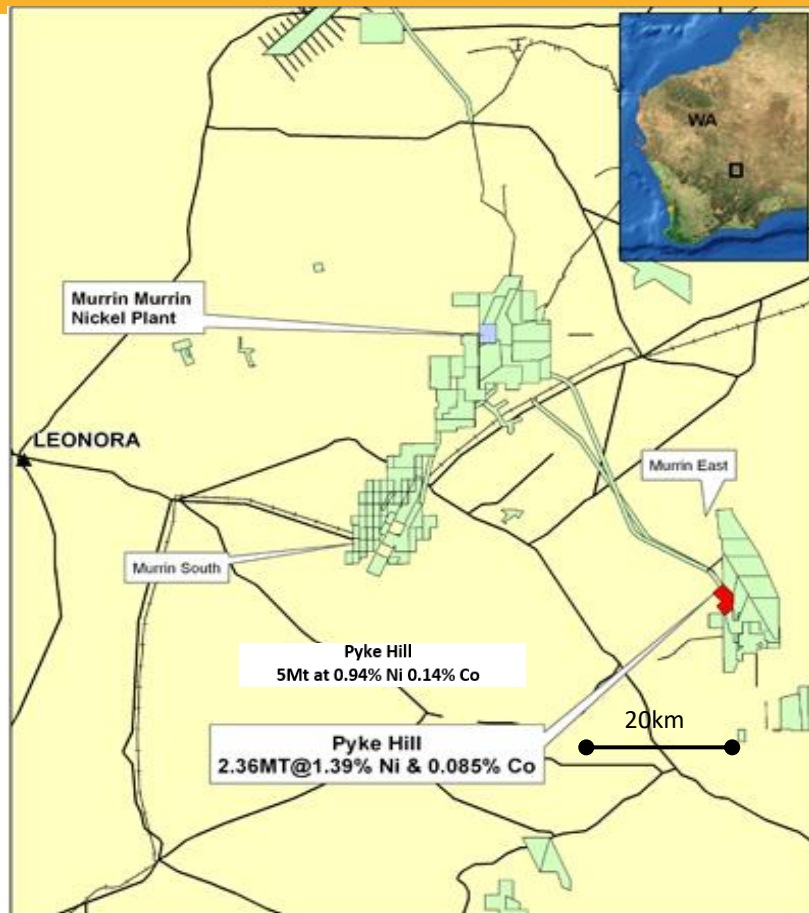 WA
Murrin Murrin
Nickel Plant
LEONORA
Murrin East
Murrin South
Pyke Hill
5Mt at 0.94% Ni 0.14% Co
20km
Pyke Hill
2.36MT@1.39% Ni & 0.085% Co